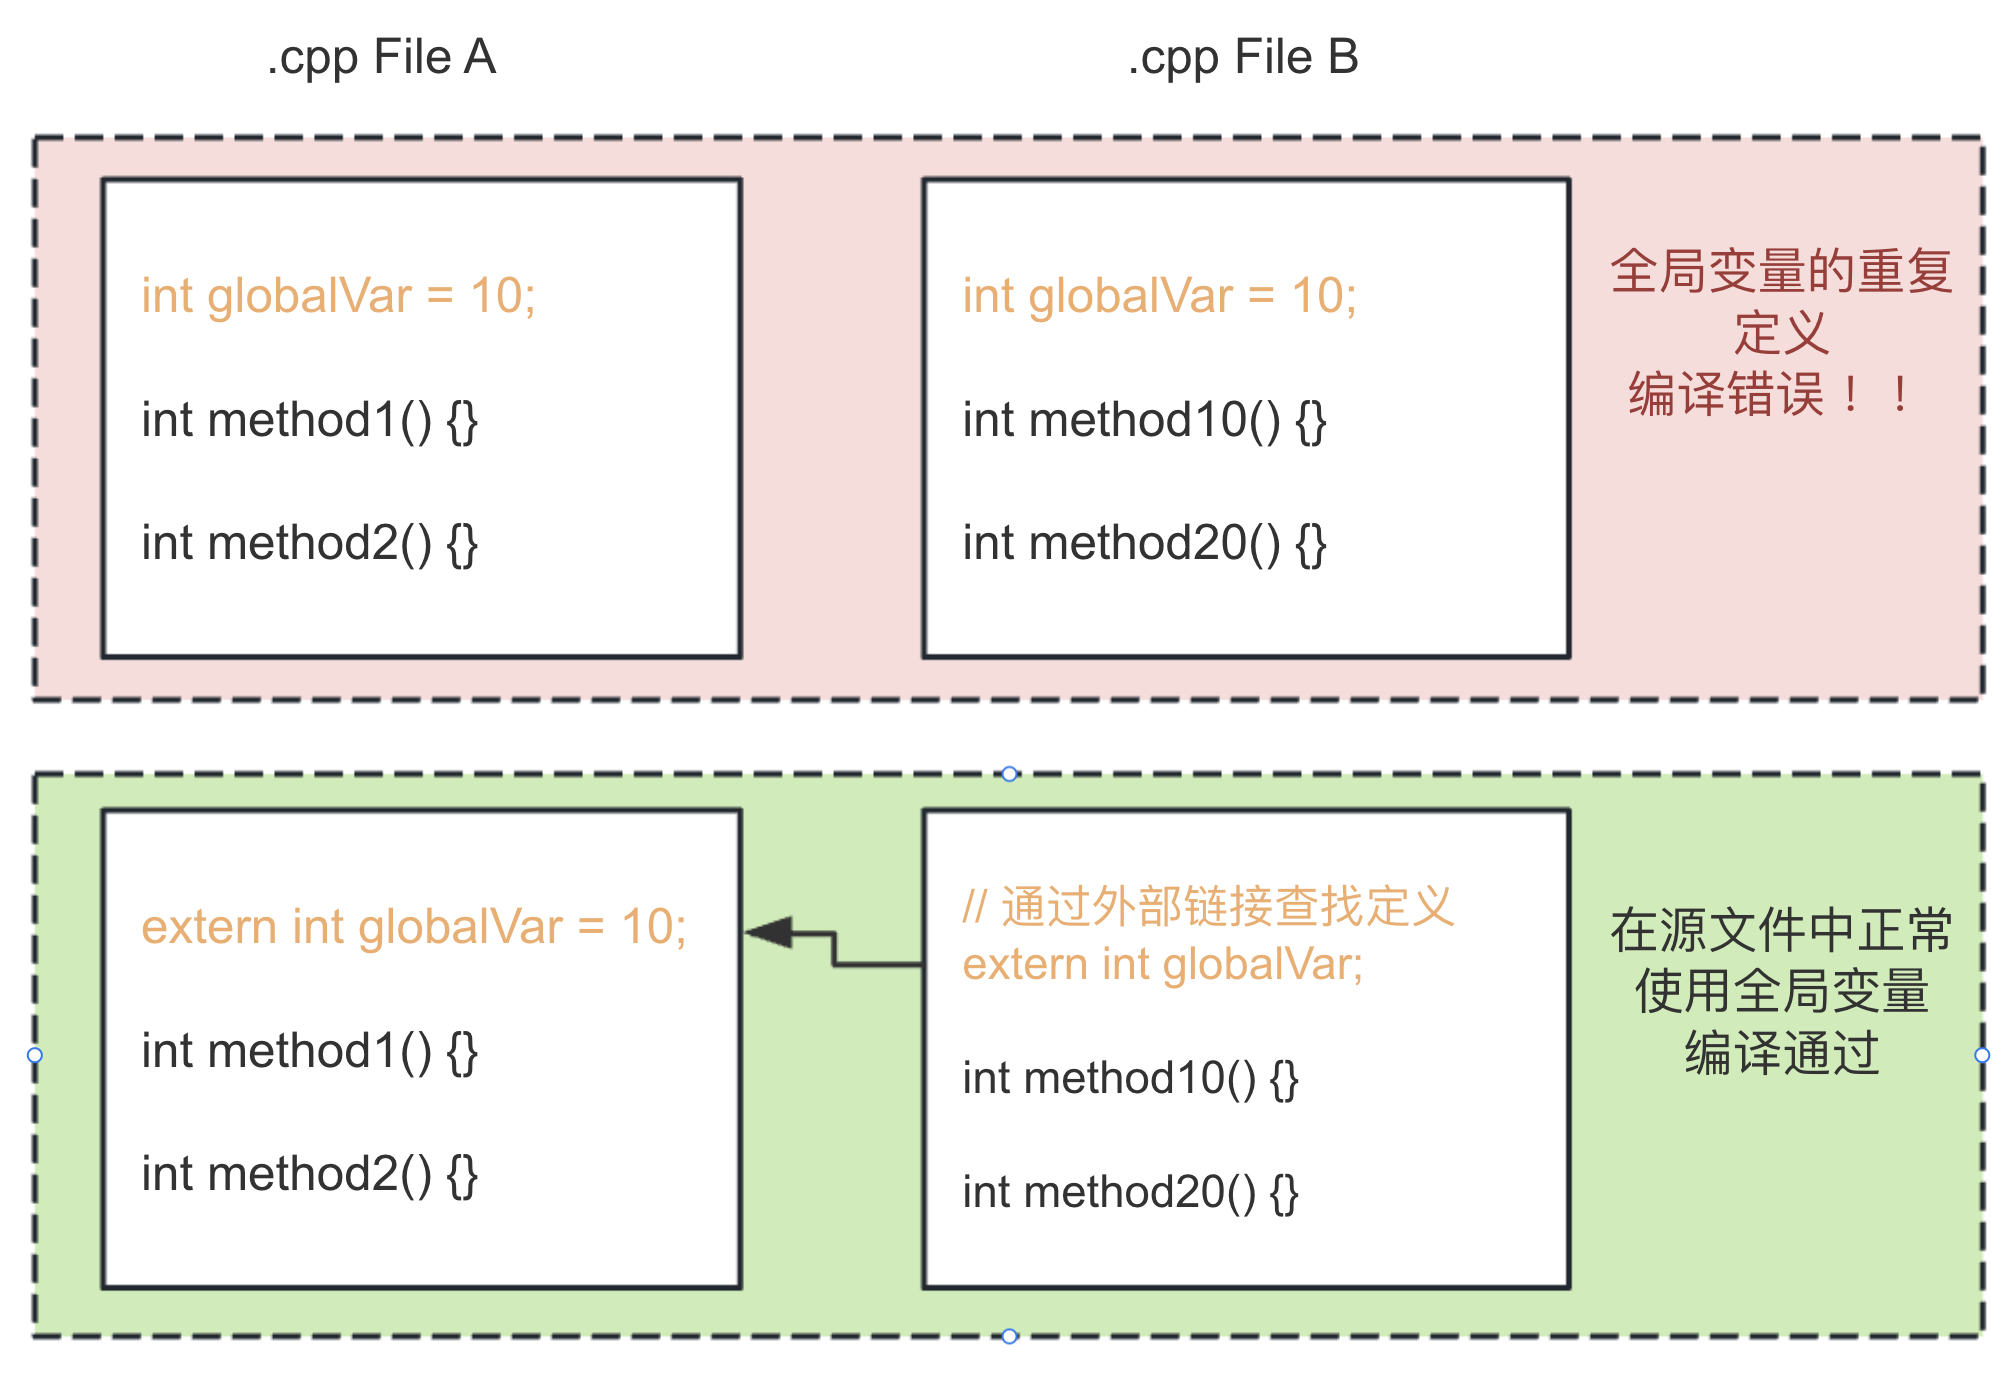 .cpp File A
.cpp File B
int globalVar = 10;
int method1() {}
int method2() {}
int globalVar = 10;
int method10() {}
int method20() {}
全局变量的重复
定义
编译错误！！
extern int globalVar = 10;
int method1() {}
int method2() {}
// 通过外部链接查找定义
extern int globalVar;
int method10() {}
int method20() {}
在源文件中正常
使用全局变量
编译通过